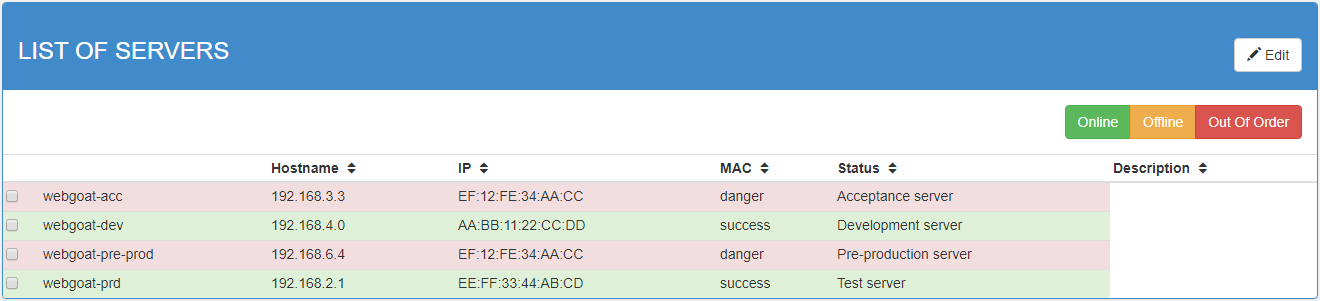 LIST OF SERVERS
Edit
Online Offline Out Of Order
Hostname IP MAC Status Description
webgoat-acc 192.168.3.3 EF:12:FE:34:AA:CC danger Acceptance server
webgoat-dev 192.168.4.0 AA:BB:11:22:CC:DD success Development server
webgoat-pre-prod 192.168.6.4 EF:12:FE:34:AA:CC danger Pre-production server
webgoat-prd 192.168.2.1 EE:FF:33:44:AB:CD success Test server